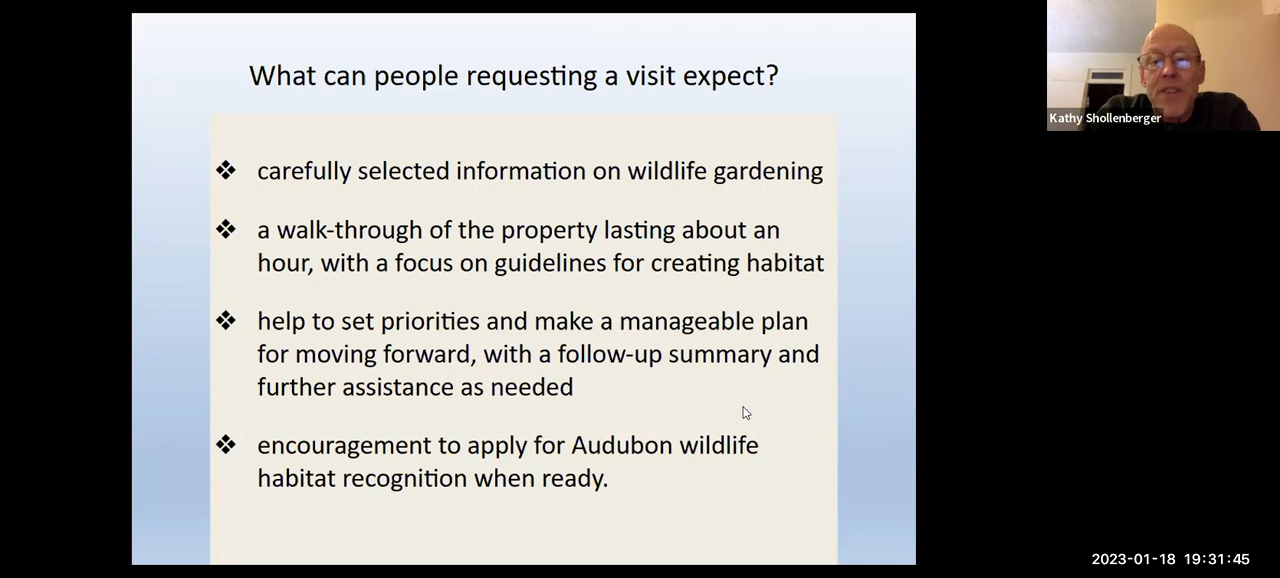 What can people requesting a visit expect?
❖ carefully selected information on wildlife gardening
❖ a walk-through of the property lasting about an
hour, with a focus on guidelines for creating habitat
❖ help to set priorities and make a manageable plan
for moving forward, with a follow-up summary and
further assistance as needed
❖ encouragement to apply for Audubon wildlife
habitat recognition when ready.
Kathy Shollenberger
2023-01-18 19:31:45